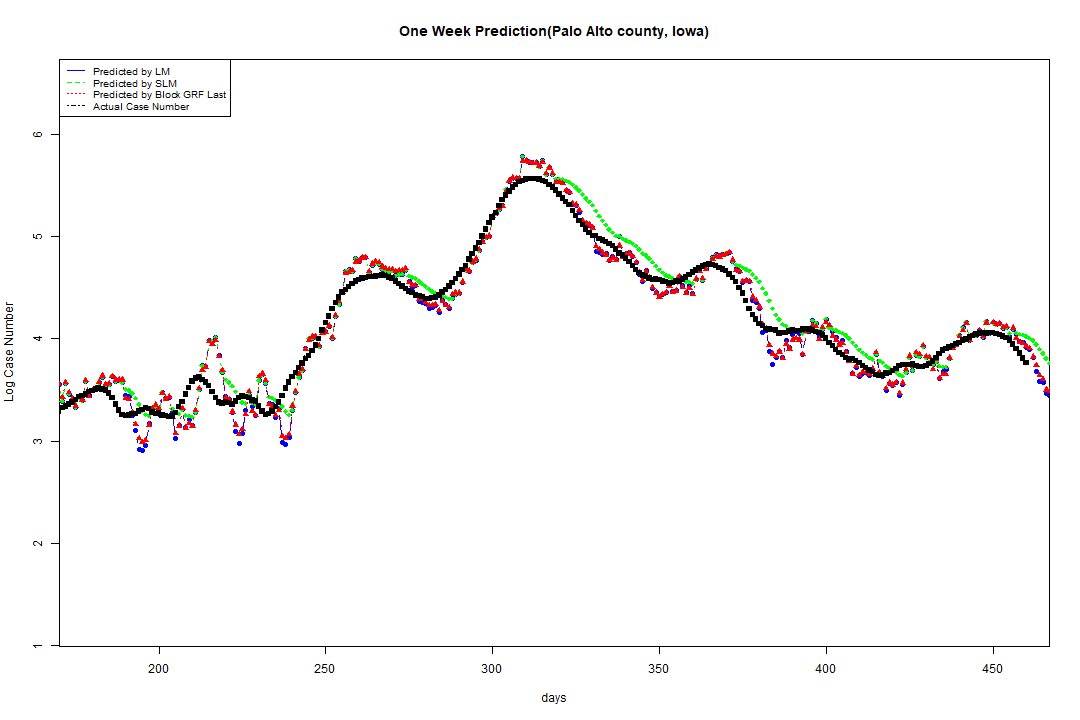 One Week Prediction(Palo Alto county, Iowa)
Predicted by LM
Predicted by SLM
Predicted by Block GRF Last
Actual Case Number
6
5
4
3
2
1
Log Case Number
200 250 300 350 400 450
days